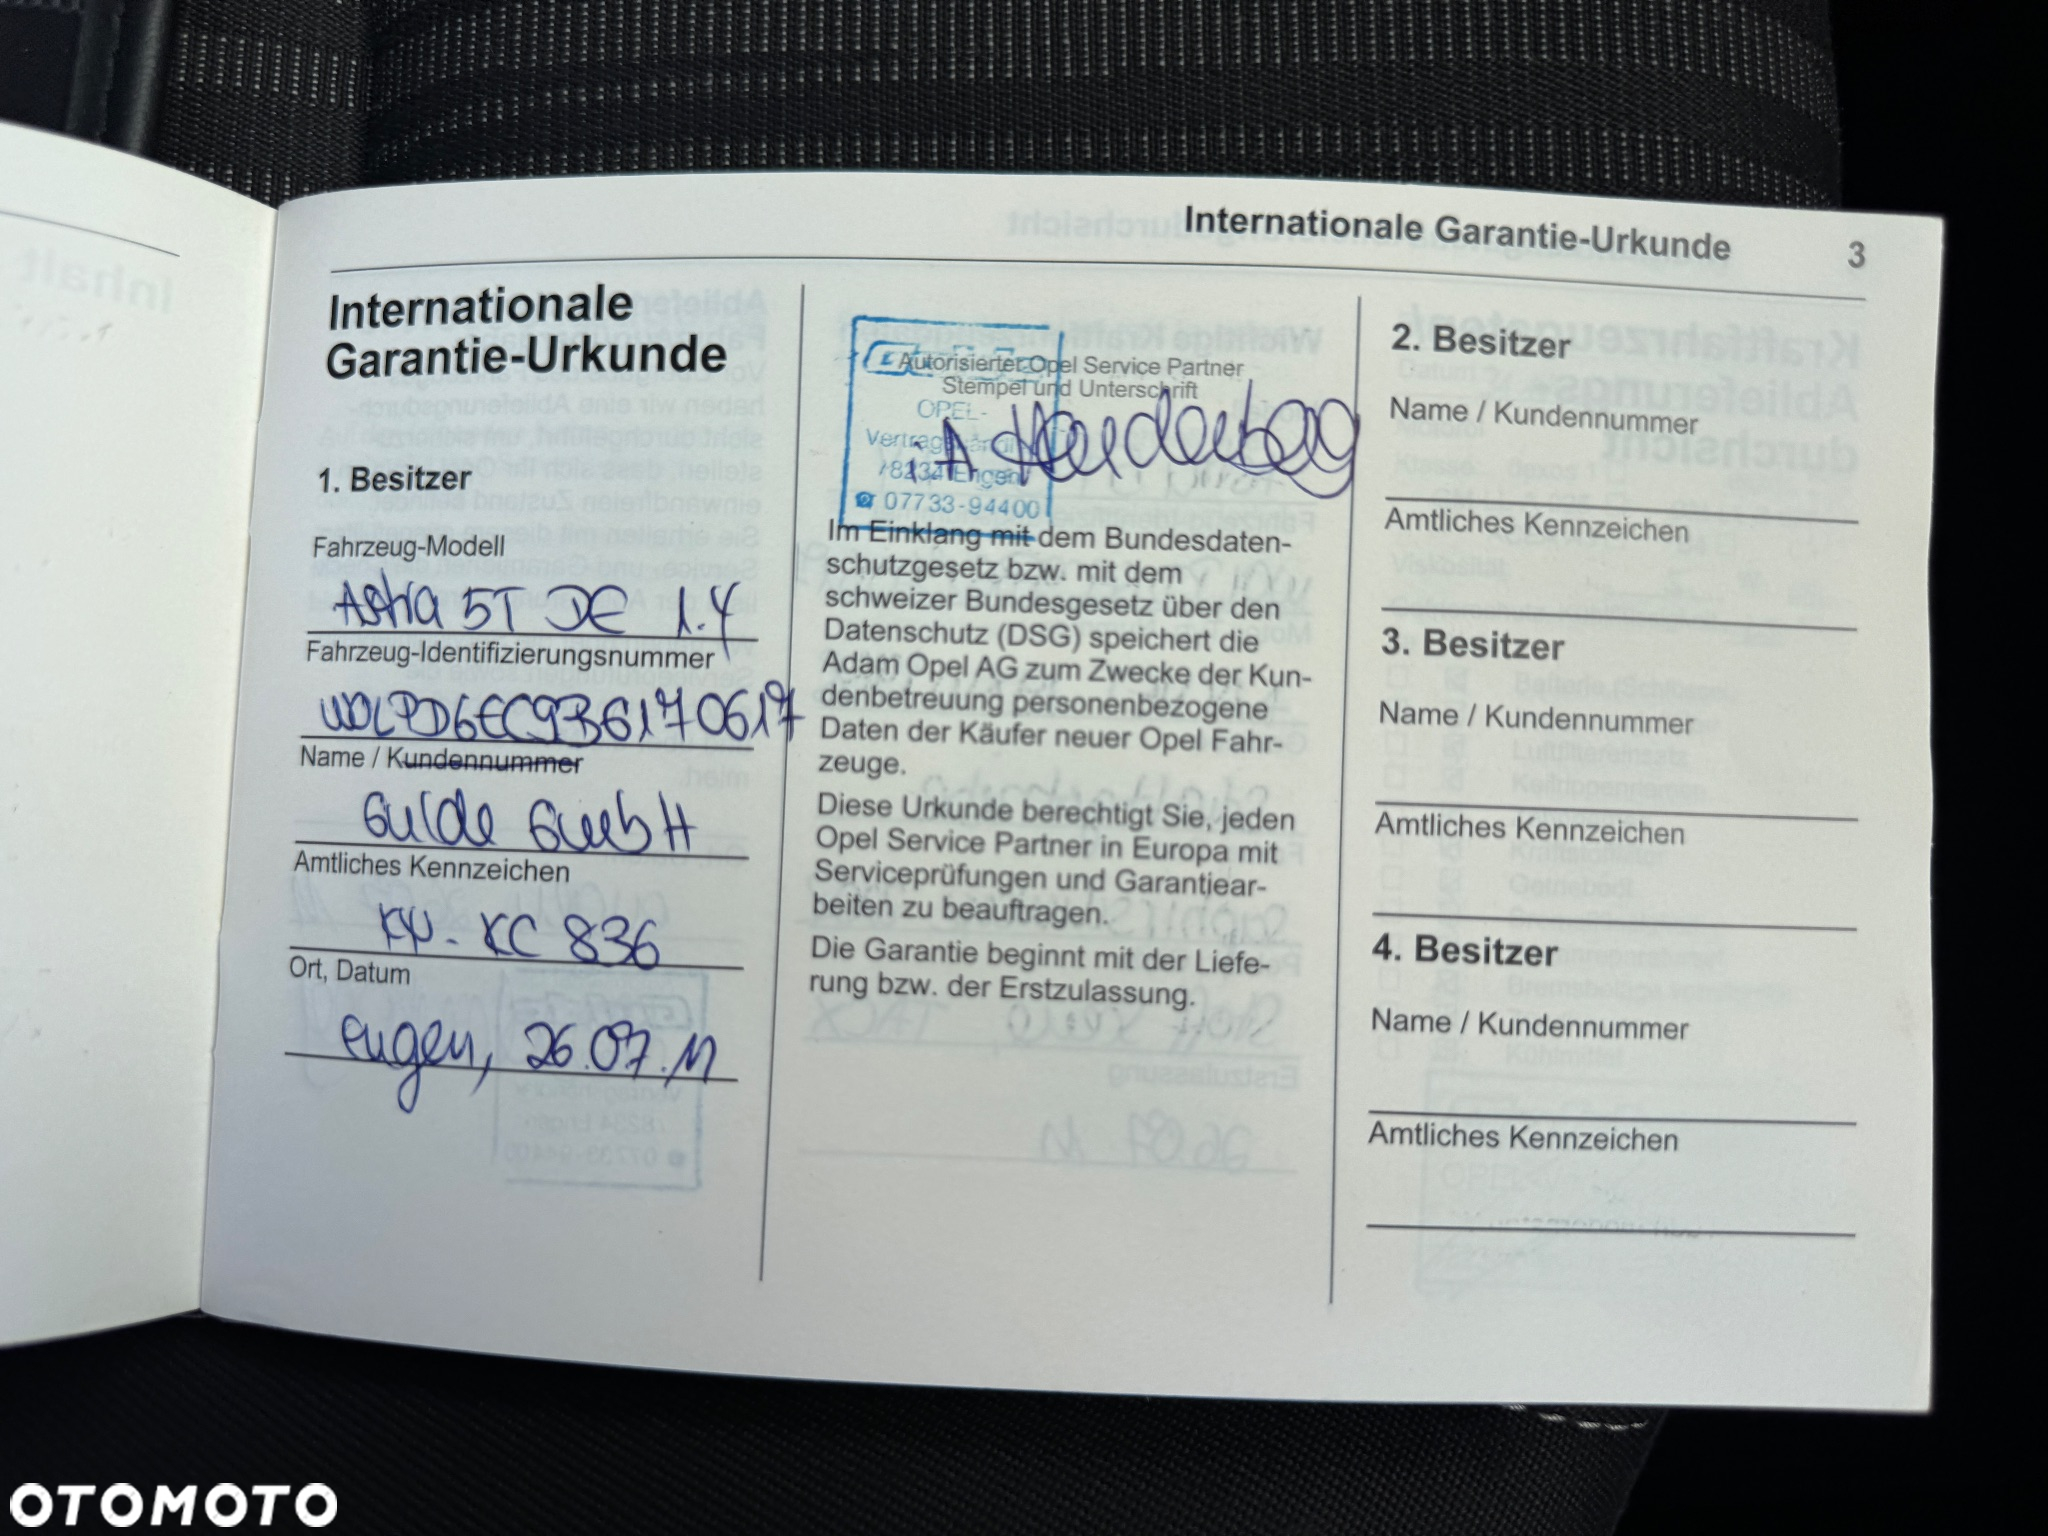 Internationale Garantie-Urkunde 3
Internationale
Garantie-Urkunde
1. Besitzer
Fahrzeug-Modell
Astra 5T DE 1.4
Fahrzeug-Identifizierungsnummer
W0LPD6EC9B6170617
Name / Kundennummer
Gulde GmbH
Amtliches Kennzeichen
KN - KC 836
Ort, Datum
Engen, 26.07.11
Autorisierter Opel Service Partner
Stempel und Unterschrift
OPEL-
78234 Engen
☎ 07733-94400
Im Einklang mit dem Bundesdaten-
schutzgesetz bzw. mit dem
schweizer Bundesgesetz über den
Datenschutz (DSG) speichert die
Adam Opel AG zum Zwecke der Kun-
denbetreuung personenbezogene
Daten der Käufer neuer Opel Fahr-
zeuge.
Diese Urkunde berechtigt Sie, jeden
Opel Service Partner in Europa mit
Serviceprüfungen und Garantiear-
beiten zu beauftragen.
Die Garantie beginnt mit der Liefe-
rung bzw. der Erstzulassung.
2. Besitzer
Name / Kundennummer
Amtliches Kennzeichen
3. Besitzer
Name / Kundennummer
Amtliches Kennzeichen
4. Besitzer
Name / Kundennummer
Amtliches Kennzeichen
OTOMOTO